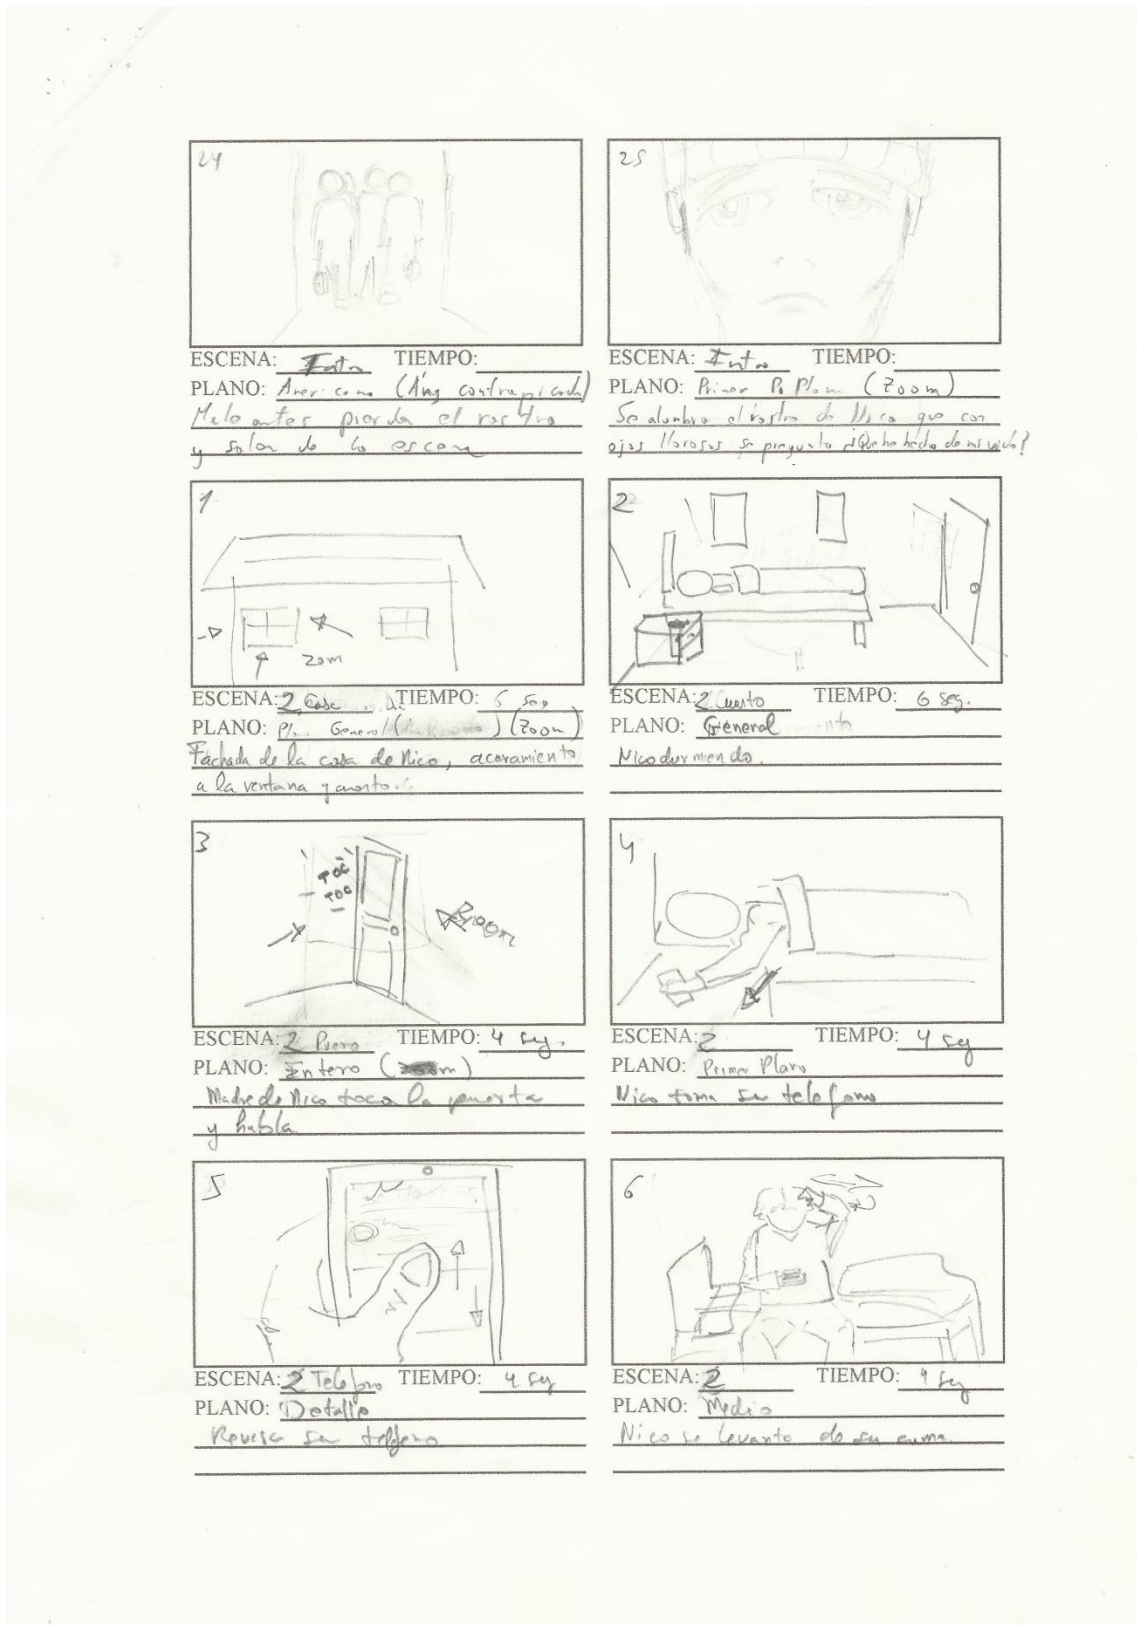 24
ESCENA: Intro TIEMPO:
PLANO: Americano (Áng contrapicada)
Maleantes pierda el rostro
y salen de la escena
25
ESCENA: Intro TIEMPO:
PLANO: Primer P. Plano (Zoom)
Se alumbra el rostro de Nico que con
ojos llorosos se pregunta ¿Que he hecho de mi vida?
1
zom
ESCENA: 2 Casa TIEMPO: 6 seg
PLANO: Plano General (Zoom)
Fachada de la casa de Nico, acercamiento
a la ventana y cuarto
2
ESCENA: 2 Cuarto TIEMPO: 6 seg.
PLANO: General
Nico durmiendo.
3
TOC
TOC
Zoom
ESCENA: 2 TIEMPO: 4 seg.
PLANO: Entero
Madre de Nico toca la puerta
y habla
4
ESCENA: 2 TIEMPO: 4 seg
PLANO: Primer Plano
Nico toma su telefono
5
ESCENA: 2 Telefono TIEMPO: 4 seg
PLANO: Detalle
Revisa su telefono
6
ESCENA: 2 TIEMPO: 4 seg
PLANO: Medio
Nico se levanta de su cama